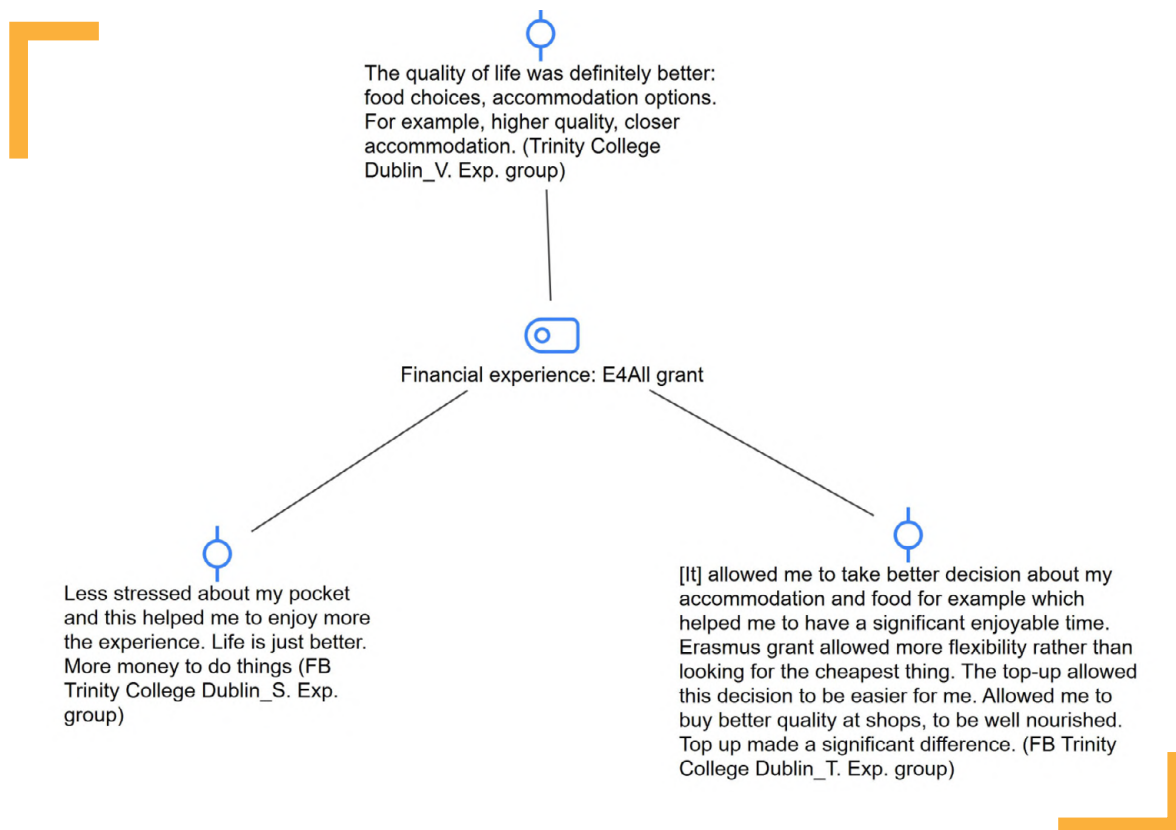 The quality of life was definitely better:
food choices, accommodation options.
For example, higher quality, closer
accommodation. (Trinity College
Dublin_V. Exp. group)
Financial experience: E4All grant
Less stressed about my pocket
and this helped me to enjoy more
the experience. Life is just better.
More money to do things (FB
Trinity College Dublin_S. Exp.
group)
[It] allowed me to take better decision about my
accommodation and food for example which
helped me to have a significant enjoyable time.
Erasmus grant allowed more flexibility rather than
looking for the cheapest thing. The top-up allowed
this decision to be easier for me. Allowed me to
buy better quality at shops, to be well nourished.
Top up made a significant difference. (FB Trinity
College Dublin_T. Exp. group)